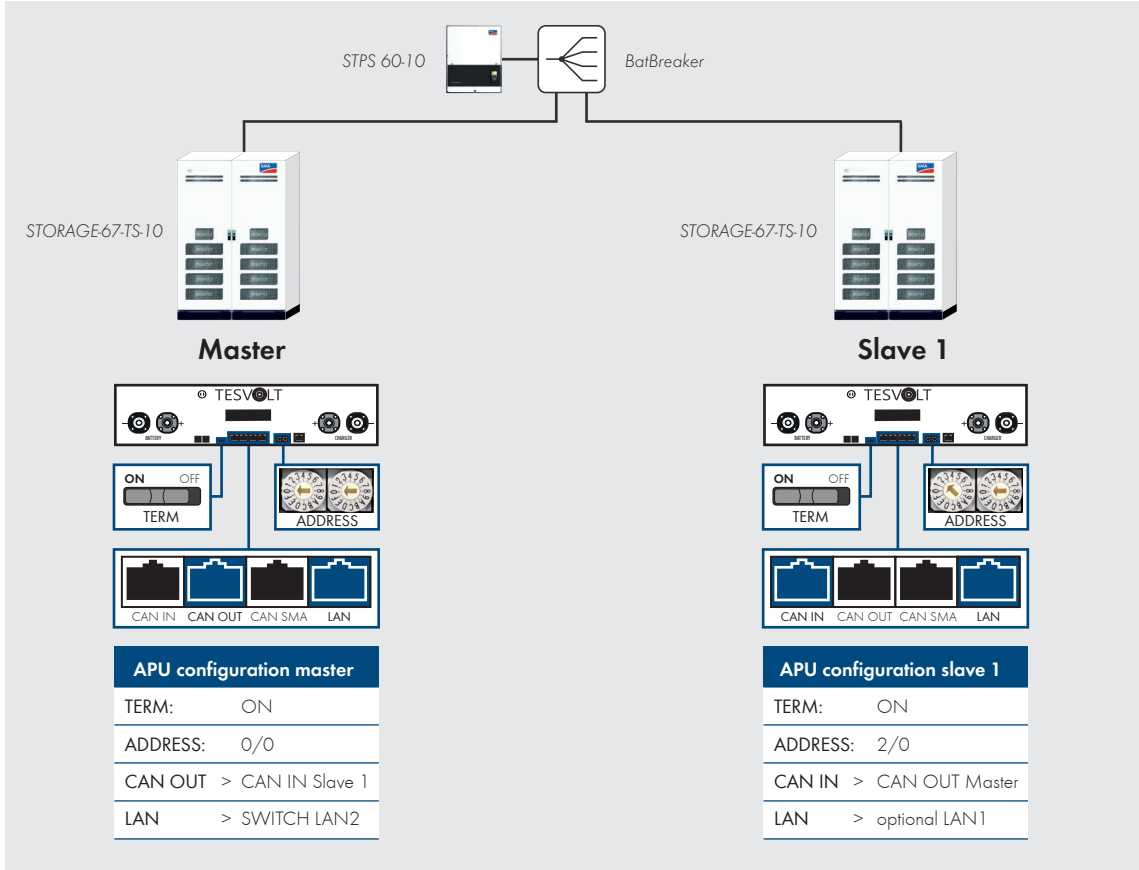 STPS 60-10
BatBreaker
SMA
SMA
STORAGE-67-TS-10
STORAGE-67-TS-10
Master
Slave 1
TESVOLT
BATTERY
CHARGER
TESVOLT
BATTERY
CHARGER
ON OFF
TERM
ADDRESS
ON OFF
TERM
ADDRESS
CAN IN CAN OUT CAN SMA LAN
CAN IN CAN OUT CAN SMA LAN
APU configuration master
TERM: ON
ADDRESS: 0/0
CAN OUT > CAN IN Slave 1
LAN > SWITCH LAN2
APU configuration slave 1
TERM: ON
ADDRESS: 2/0
CAN IN > CAN OUT Master
LAN > optional LAN1